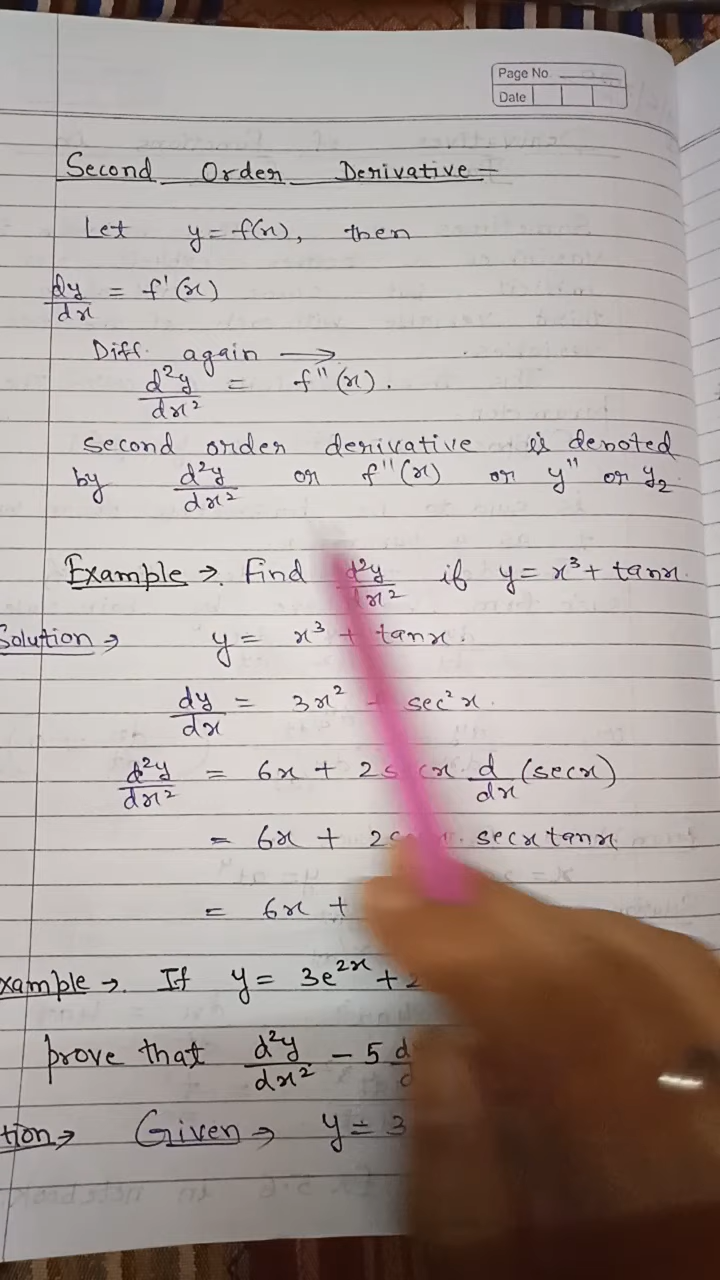 Page No.
Date
Second Order Derivative –
Let y = f(x), then
dy/dx = f'(x)
Diff. again →
d²y/dx² = f''(x).
second order derivative is denoted
by d²y/dx² or f''(x) or y'' or y₂
Example → Find d²y/dx² if y = x³ + tanx.
Solution → y = x³ + tanx.
dy/dx = 3x² sec²x.
d²y/dx² = 6x + 2 x. d/dx (secx)
= 6x + 2 . secx tanx
= 6x +
xample → If y = 3e²ˣ + 2
prove that d²y/dx² – 5
tion → Given → y = 3